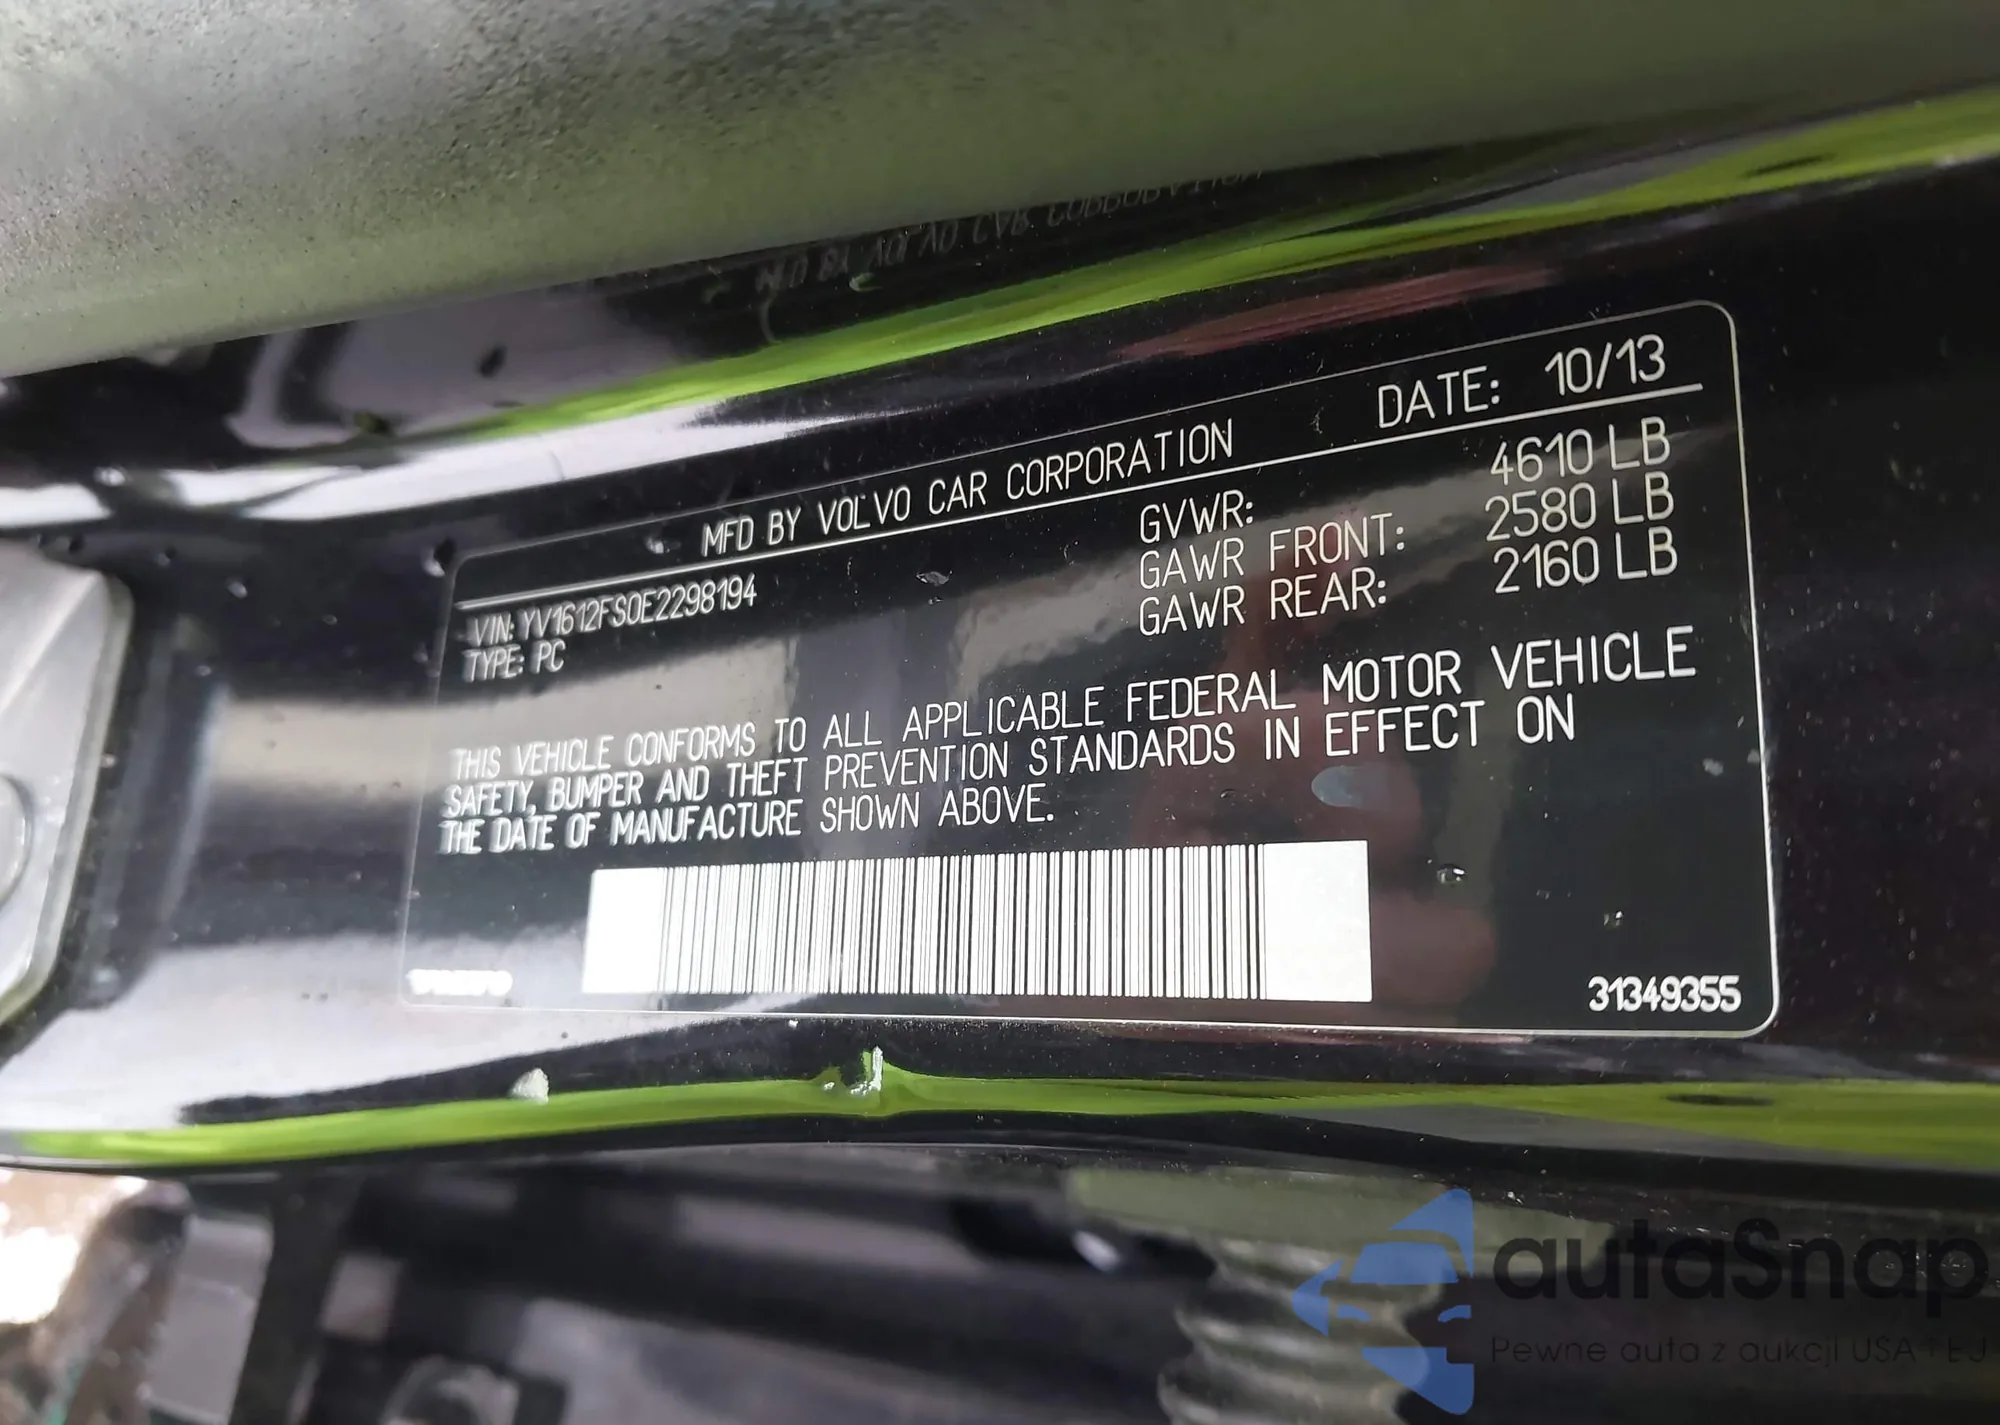 MFD BY VOLVO CAR CORPORATION DATE: 10/13
VIN: YV1612FS0E2298194
TYPE: PC
GVWR: 4610 LB
GAWR FRONT: 2580 LB
GAWR REAR: 2160 LB
THIS VEHICLE CONFORMS TO ALL APPLICABLE FEDERAL MOTOR VEHICLE
SAFETY, BUMPER AND THEFT PREVENTION STANDARDS IN EFFECT ON
THE DATE OF MANUFACTURE SHOWN ABOVE.
31349355
autaSnap
Pewne auta z aukcji USA i EU